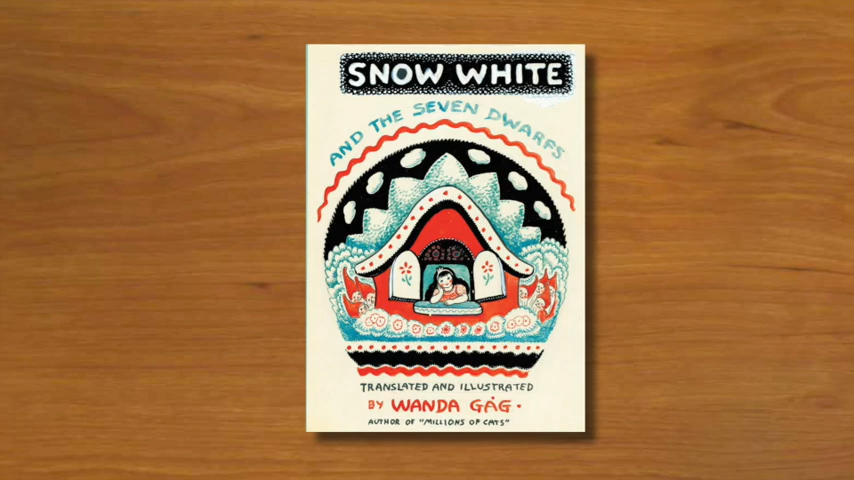 SNOW WHITE
AND THE SEVEN DWARFS
TRANSLATED AND ILLUSTRATED
BY WANDA GÁG.
AUTHOR OF "MILLIONS OF CATS"